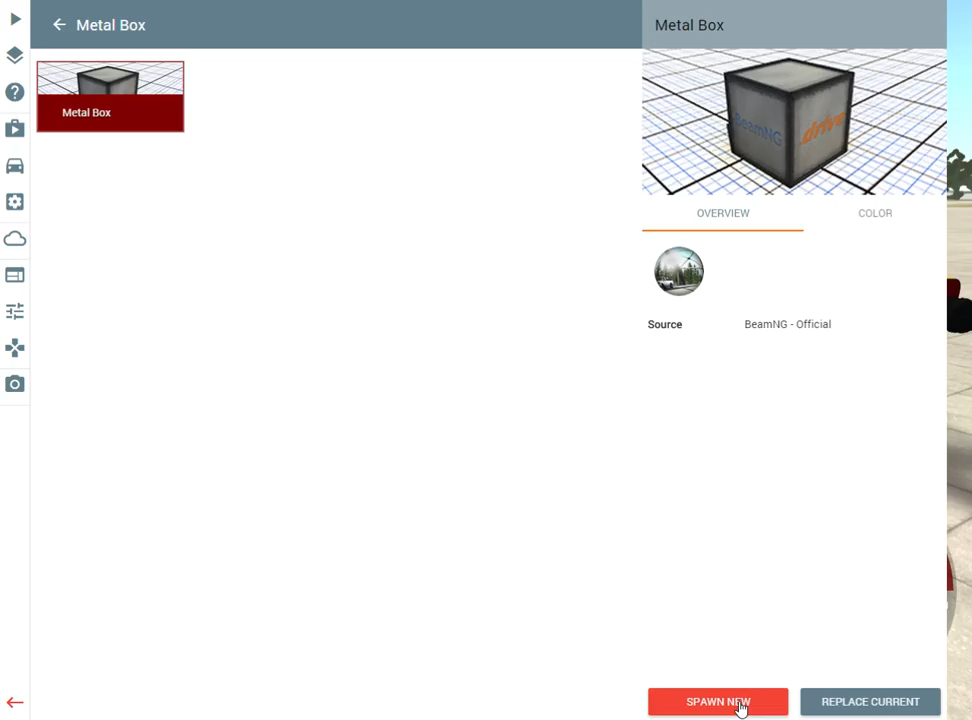 Metal Box
Metal Box
Metal Box
BeamNG
.drive
OVERVIEW
COLOR
Source
BeamNG - Official
SPAWN NEW
REPLACE CURRENT